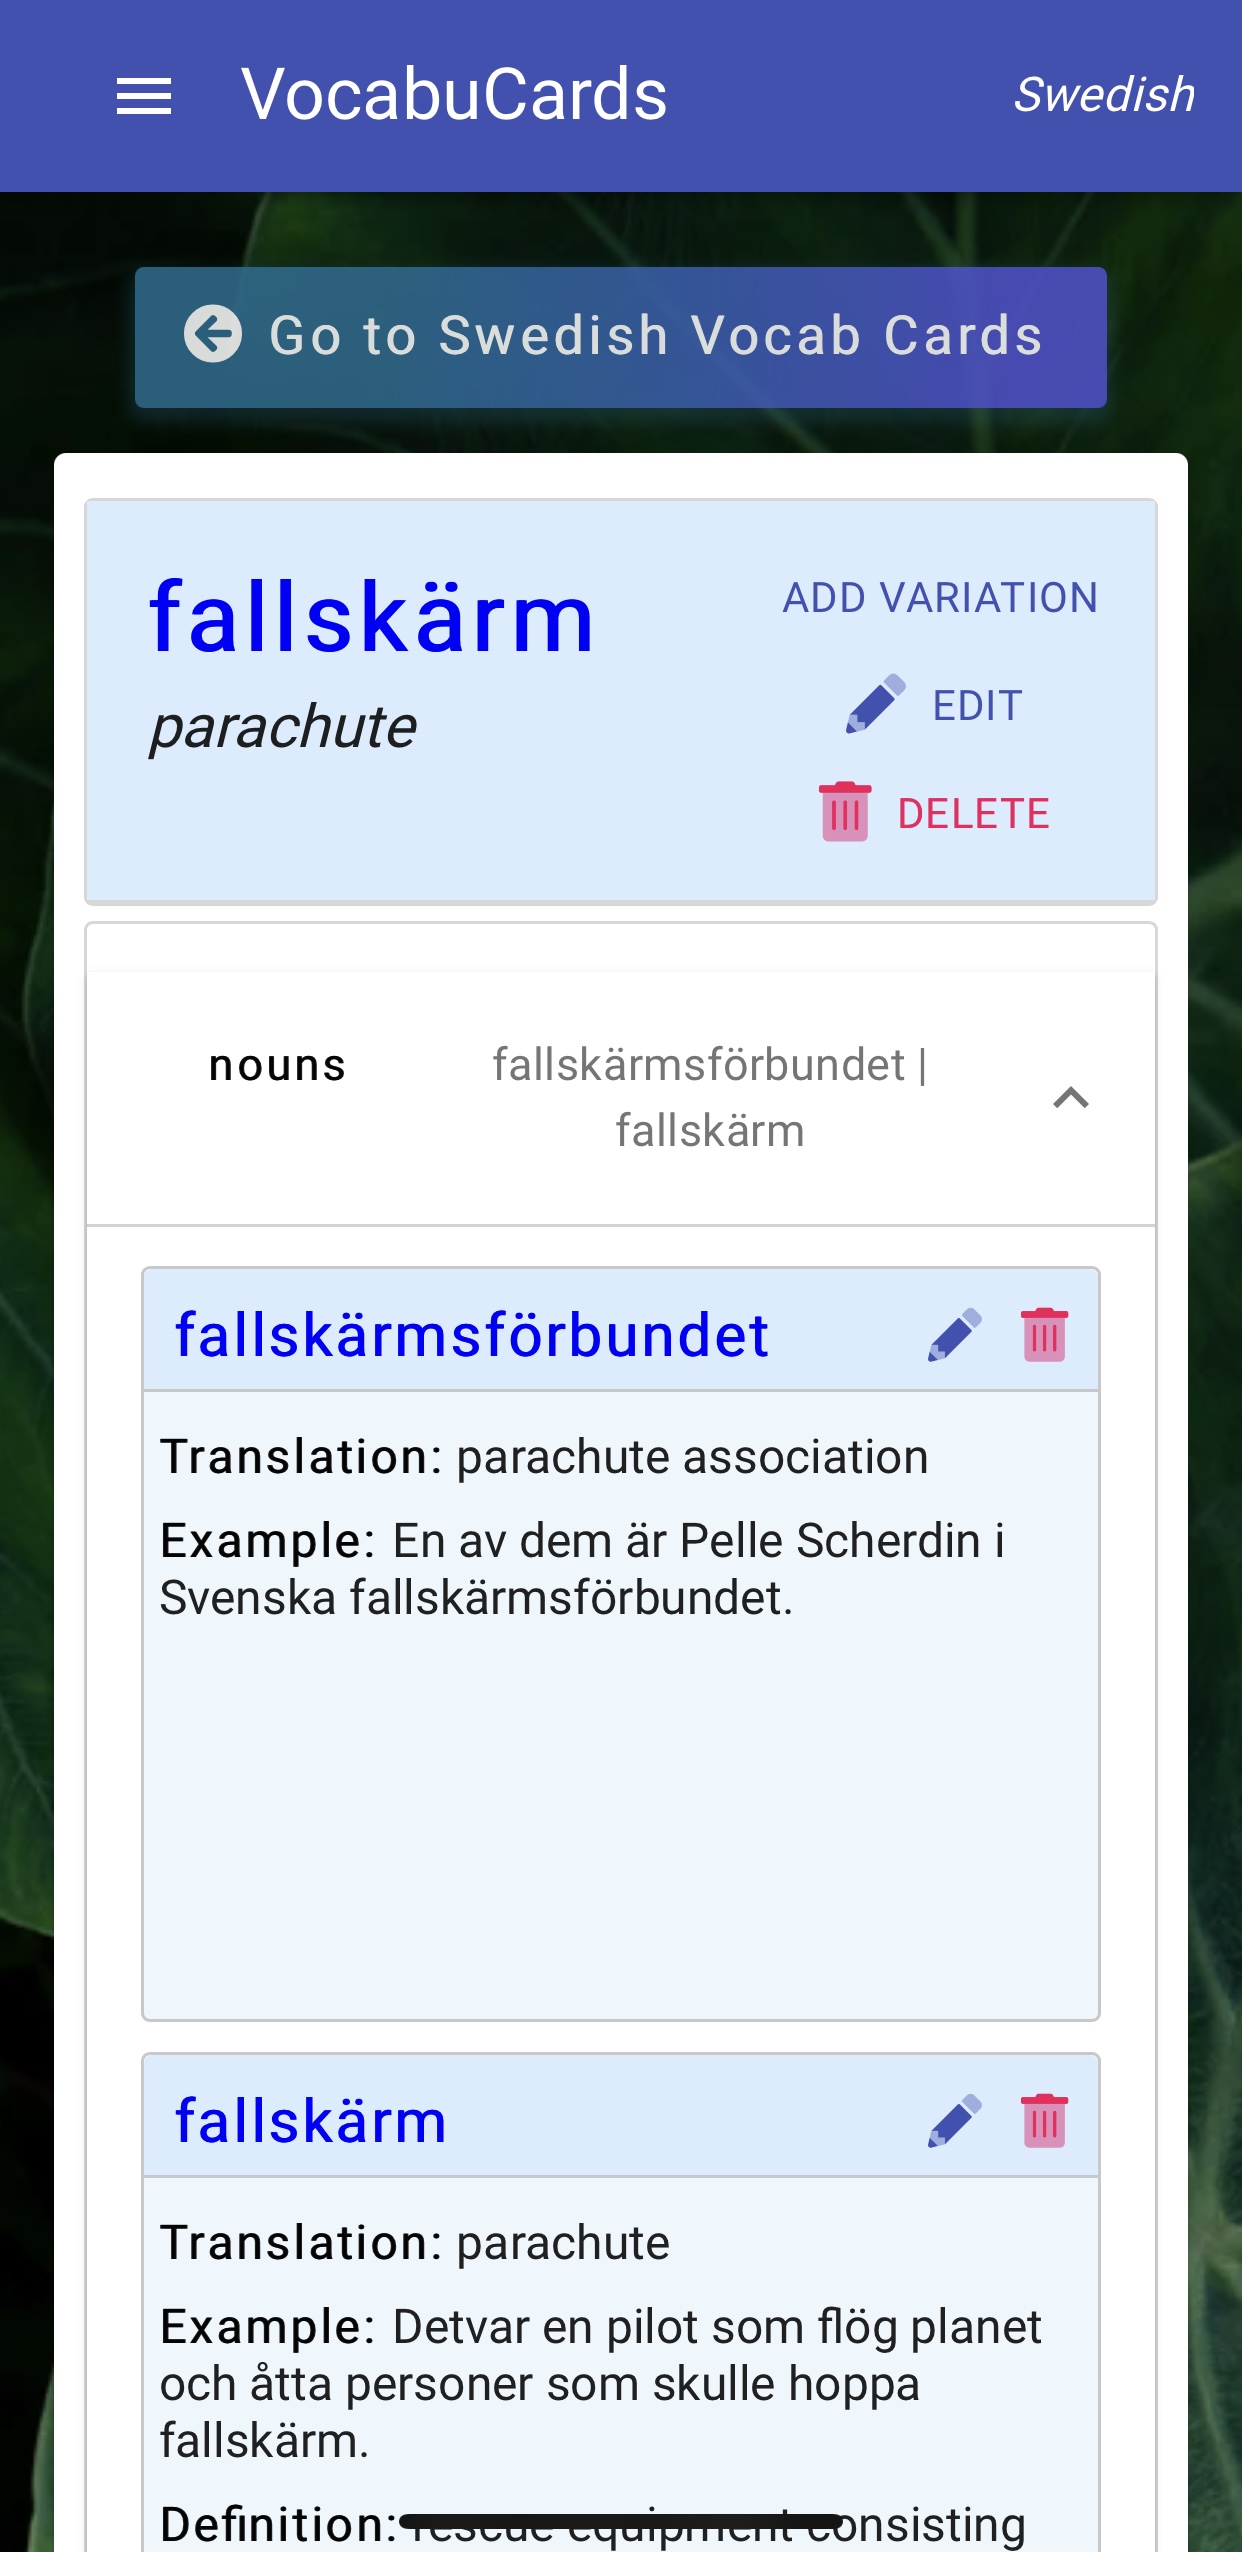 VocabuCards
Swedish
Go to Swedish Vocab Cards
fallskärm
parachute
ADD VARIATION
EDIT
DELETE
nouns
fallskärmsförbundet |
fallskärm
fallskärmsförbundet
Translation: parachute association
Example: En av dem är Pelle Scherdin i
Svenska fallskärmsförbundet.
fallskärm
Translation: parachute
Example: Detvar en pilot som flög planet
och åtta personer som skulle hoppa
fallskärm.
Definition: rescue equipment consisting